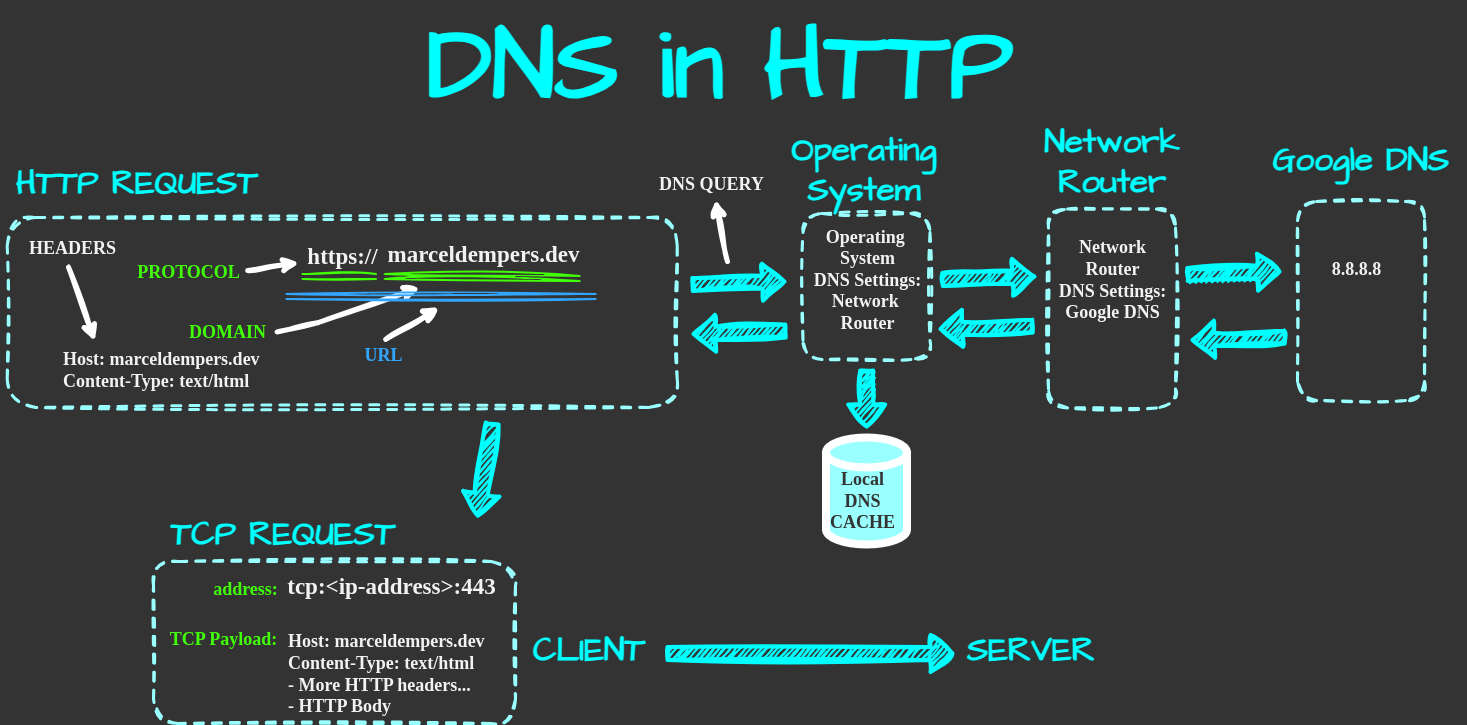 DNS in HTTP
HTTP REQUEST
HEADERS
PROTOCOL
https:// marceldempers.dev
DOMAIN
URL
Host: marceldempers.dev
Content-Type: text/html
DNS QUERY
Operating
System
Operating
System
DNS Settings:
Network
Router
Network
Router
Network
Router
DNS Settings:
Google DNS
Google DNS
8.8.8.8
Local
DNS
CACHE
TCP REQUEST
address: tcp:<ip-address>:443
TCP Payload:
Host: marceldempers.dev
Content-Type: text/html
- More HTTP headers...
- HTTP Body
CLIENT
SERVER